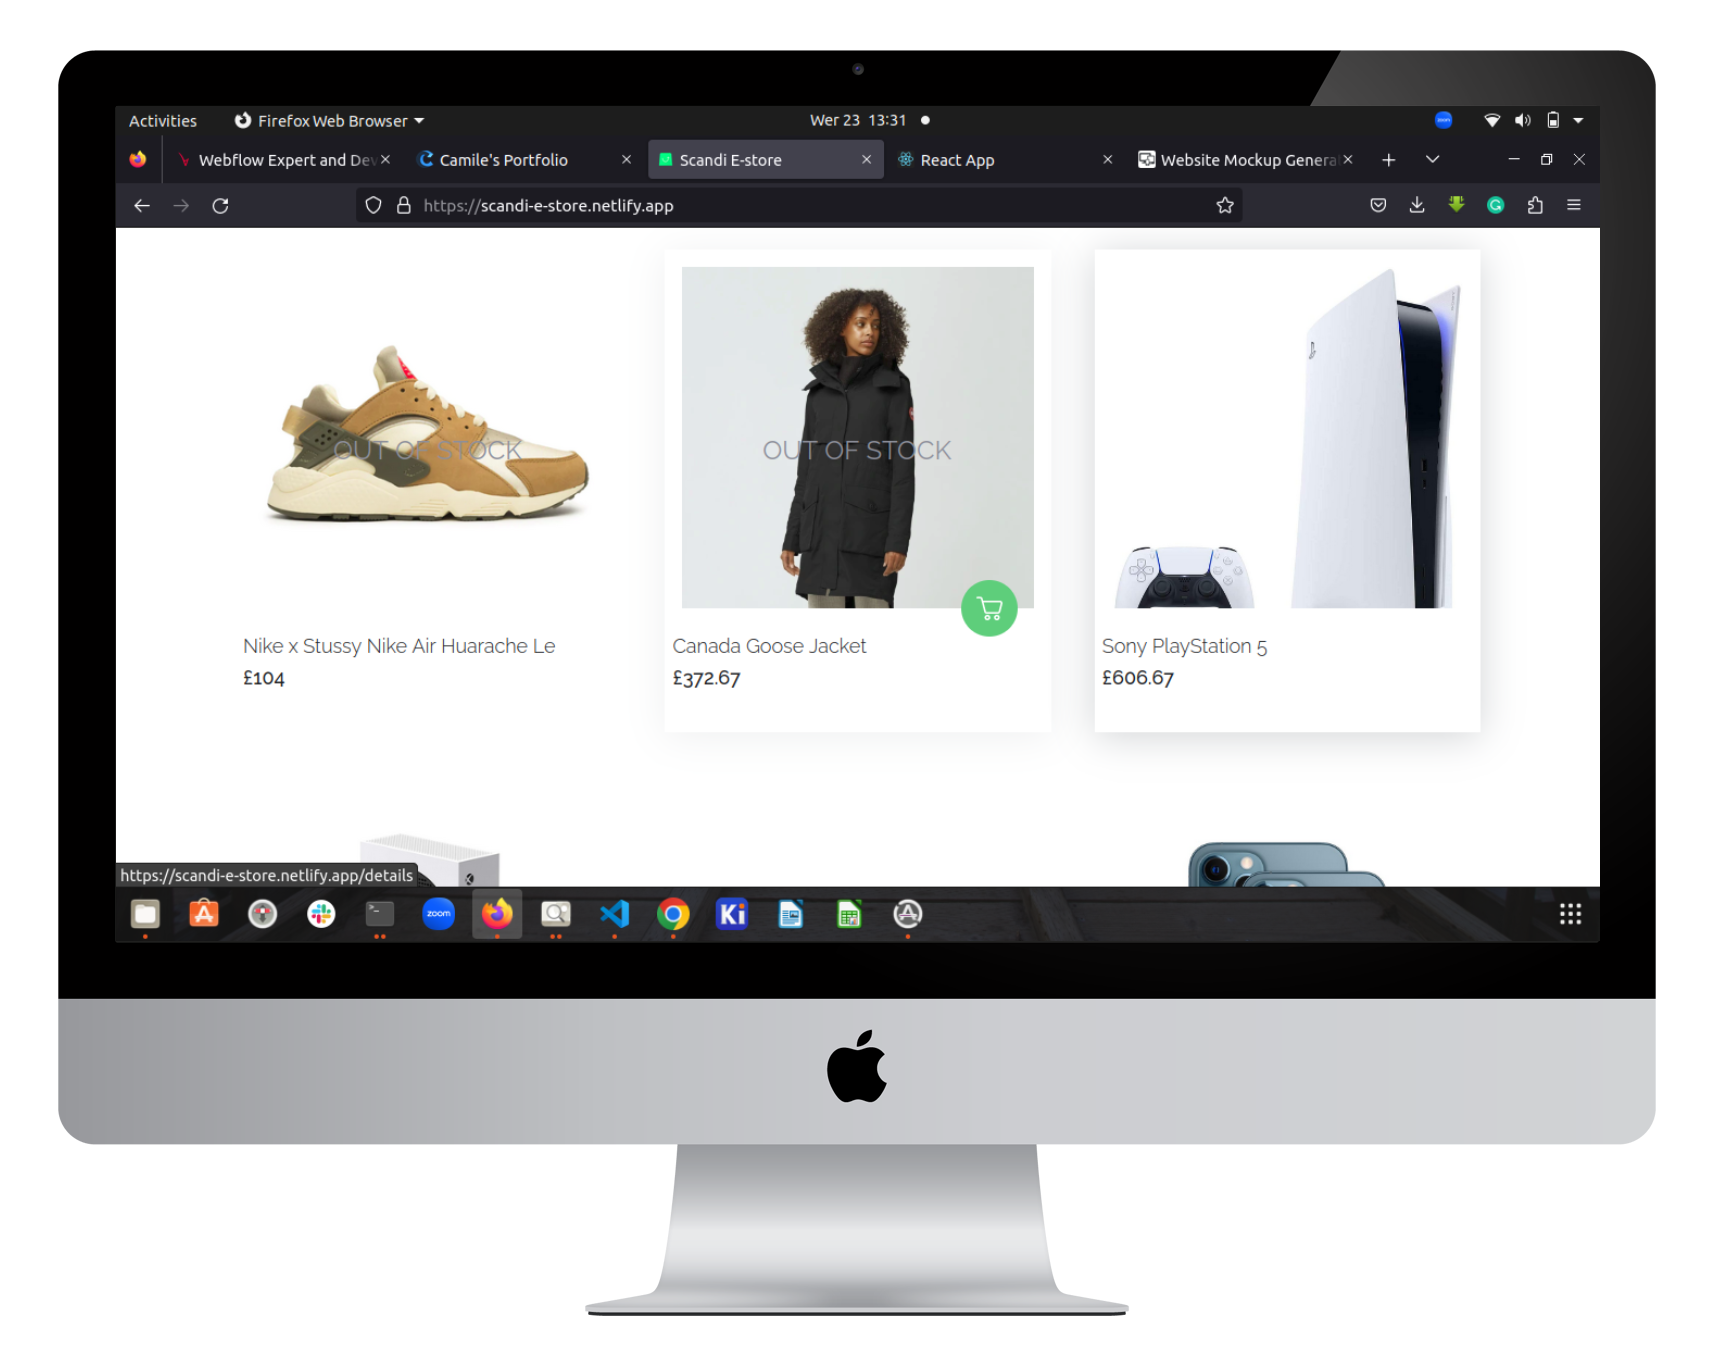 Activities Firefox Web Browser Wer 23 13:31 zoom
Webflow Expert and Dev Camile's Portfolio Scandi E-store React App Website Mockup Genera
https://scandi-e-store.netlify.app
OUT OF STOCK OUT OF STOCK
Nike x Stussy Nike Air Huarache Le Canada Goose Jacket Sony PlayStation 5
£104 £372.67 £606.67
https://scandi-e-store.netlify.app/details
zoom Ki